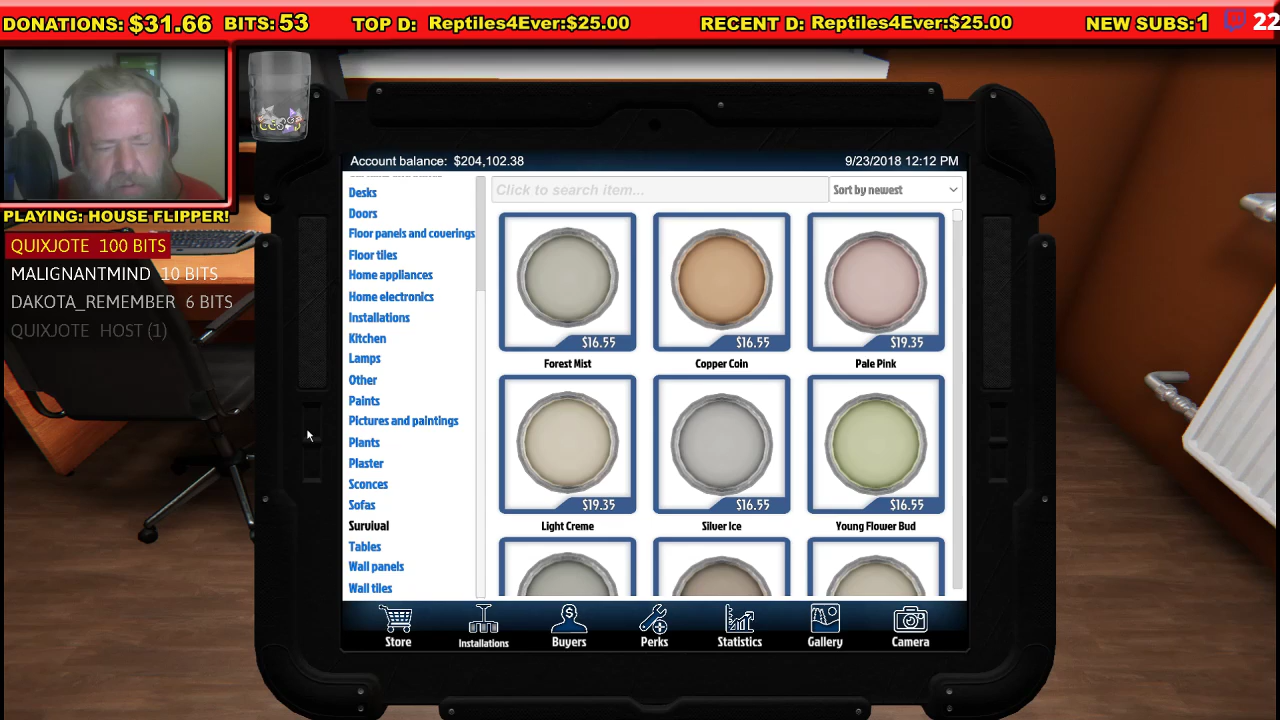 DONATIONS: $31.66 BITS: 53 TOP D: Reptiles4Ever:$25.00 RECENT D: Reptiles4Ever:$25.00 NEW SUBS: 1 22
PLAYING: HOUSE FLIPPER!
QUIXJOTE 100 BITS
MALIGNANTMIND 10 BITS
DAKOTA_REMEMBER 6 BITS
QUIXJOTE HOST (1)
Account balance: $204,102.38 9/23/2018 12:12 PM
Click to search item... Sort by newest
Desks
Doors
Floor panels and coverings
Floor tiles
Home appliances
Home electronics
Installations
Kitchen
Lamps
Other
Paints
Pictures and paintings
Plants
Plaster
Sconces
Sofas
Survival
Tables
Wall panels
Wall tiles
$16.55 $16.55 $19.35
Forest Mist Copper Coin Pale Pink
$19.35 $16.55 $16.55
Light Creme Silver Ice Young Flower Bud
Store Installations Buyers Perks Statistics Gallery Camera